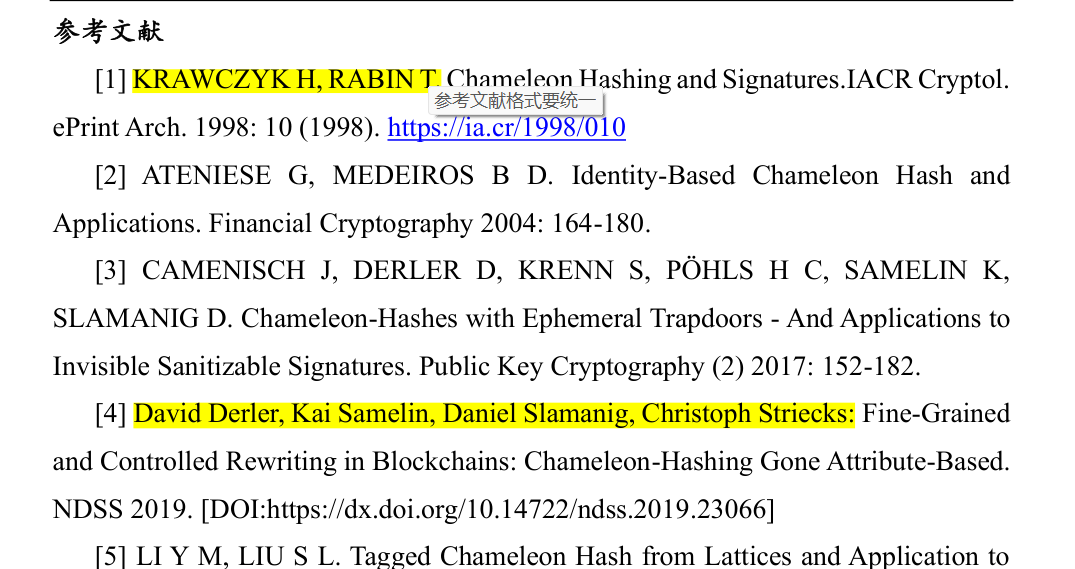 参考文献
[1] KRAWCZYK H, RABIN T. Chameleon Hashing and Signatures.IACR Cryptol.
参考文献格式要统一
ePrint Arch. 1998: 10 (1998). https://ia.cr/1998/010
[2] ATENIESE G, MEDEIROS B D. Identity-Based Chameleon Hash and
Applications. Financial Cryptography 2004: 164-180.
[3] CAMENISCH J, DERLER D, KRENN S, PÖHLS H C, SAMELIN K,
SLAMANIG D. Chameleon-Hashes with Ephemeral Trapdoors - And Applications to
Invisible Sanitizable Signatures. Public Key Cryptography (2) 2017: 152-182.
[4] David Derler, Kai Samelin, Daniel Slamanig, Christoph Striecks: Fine-Grained
and Controlled Rewriting in Blockchains: Chameleon-Hashing Gone Attribute-Based.
NDSS 2019. [DOI:https://dx.doi.org/10.14722/ndss.2019.23066]
[5] LI Y M, LIU S L. Tagged Chameleon Hash from Lattices and Application to